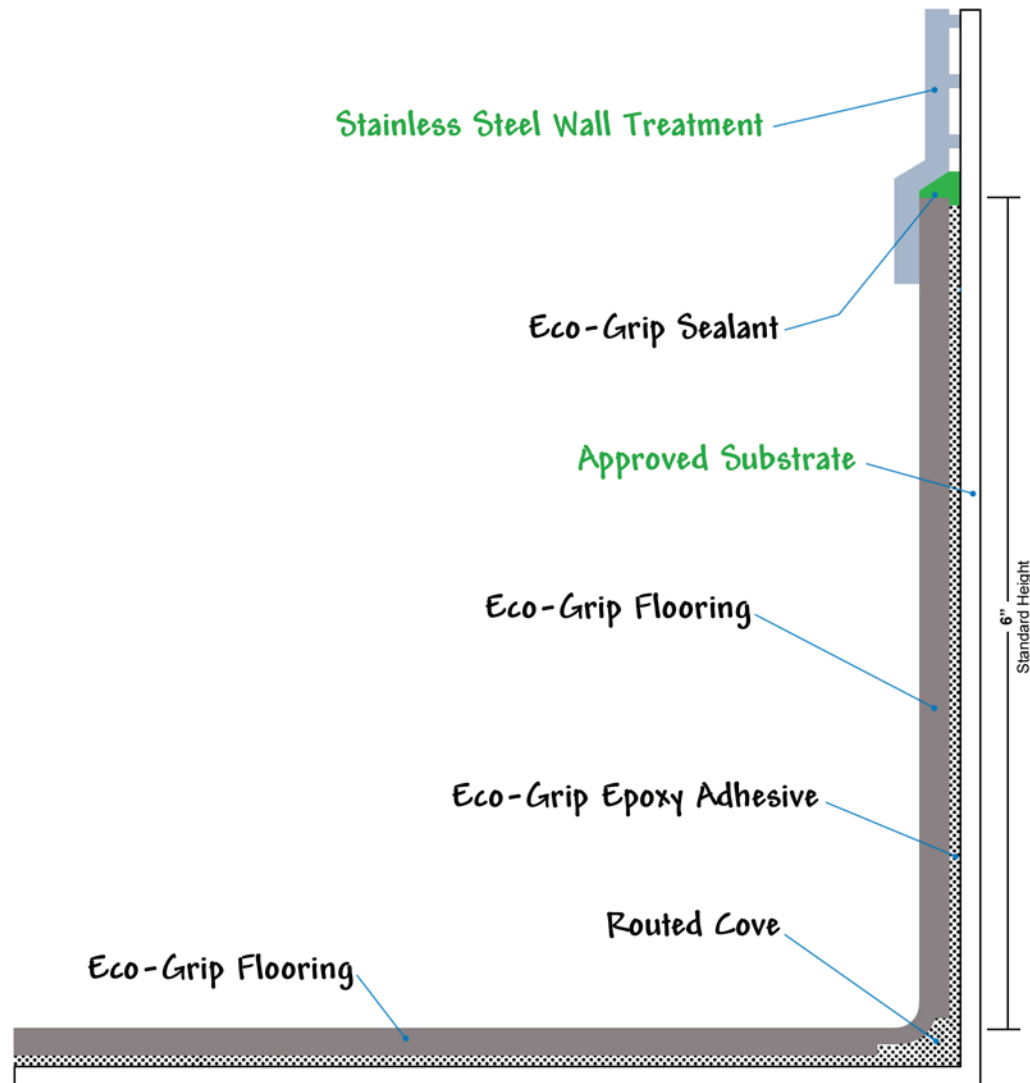 Stainless Steel Wall Treatment
Eco-Grip Sealant
Approved Substrate
Eco-Grip Flooring
6”
Standard Height
Eco-Grip Epoxy Adhesive
Routed Cove
Eco-Grip Flooring